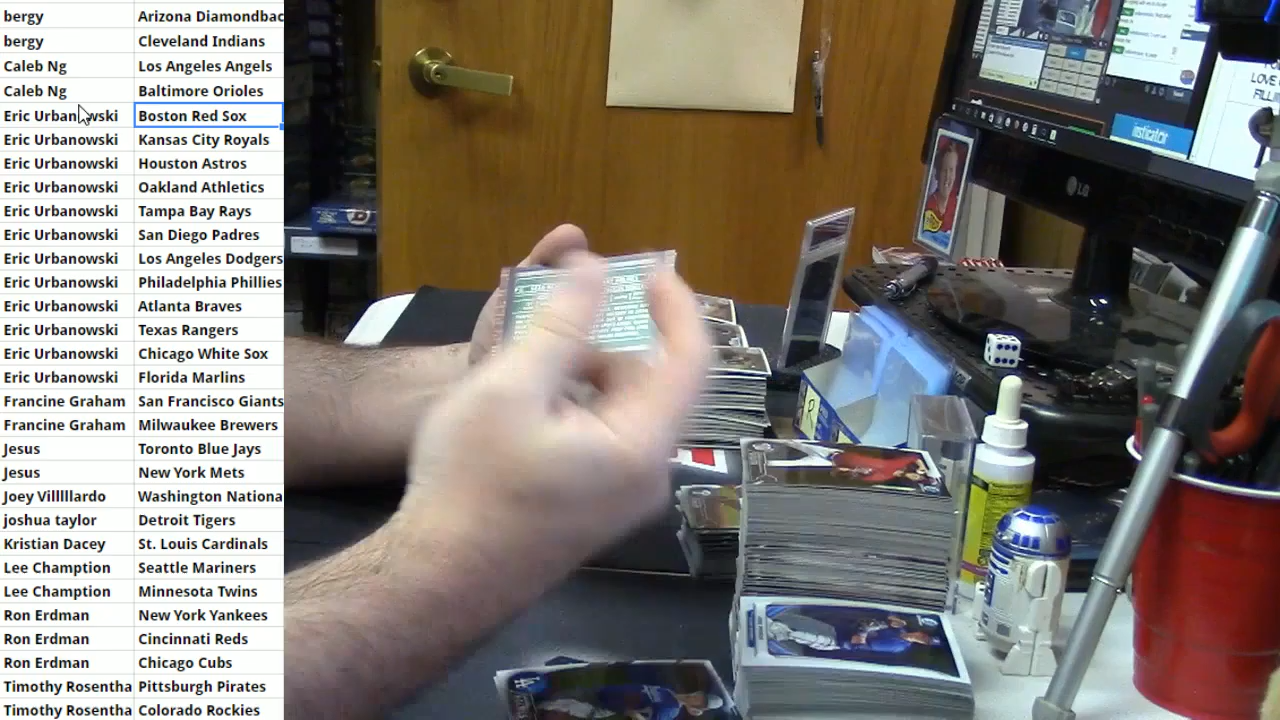 bergy Arizona Diamondbac
bergy Cleveland Indians
Caleb Ng Los Angeles Angels
Caleb Ng Baltimore Orioles
Eric Urbanowski Boston Red Sox
Eric Urbanowski Kansas City Royals
Eric Urbanowski Houston Astros
Eric Urbanowski Oakland Athletics
Eric Urbanowski Tampa Bay Rays
Eric Urbanowski San Diego Padres
Eric Urbanowski Los Angeles Dodgers
Eric Urbanowski Philadelphia Phillies
Eric Urbanowski Atlanta Braves
Eric Urbanowski Texas Rangers
Eric Urbanowski Chicago White Sox
Eric Urbanowski Florida Marlins
Francine Graham San Francisco Giants
Francine Graham Milwaukee Brewers
Jesus Toronto Blue Jays
Jesus New York Mets
Joey Villlllardo Washington Nationa
joshua taylor Detroit Tigers
Kristian Dacey St. Louis Cardinals
Lee Champion Seattle Mariners
Lee Champion Minnesota Twins
Ron Erdman New York Yankees
Ron Erdman Cincinnati Reds
Ron Erdman Chicago Cubs
Timothy Rosentha Pittsburgh Pirates
Timothy Rosentha Colorado Rockies
LG
insticator
LOVE
R